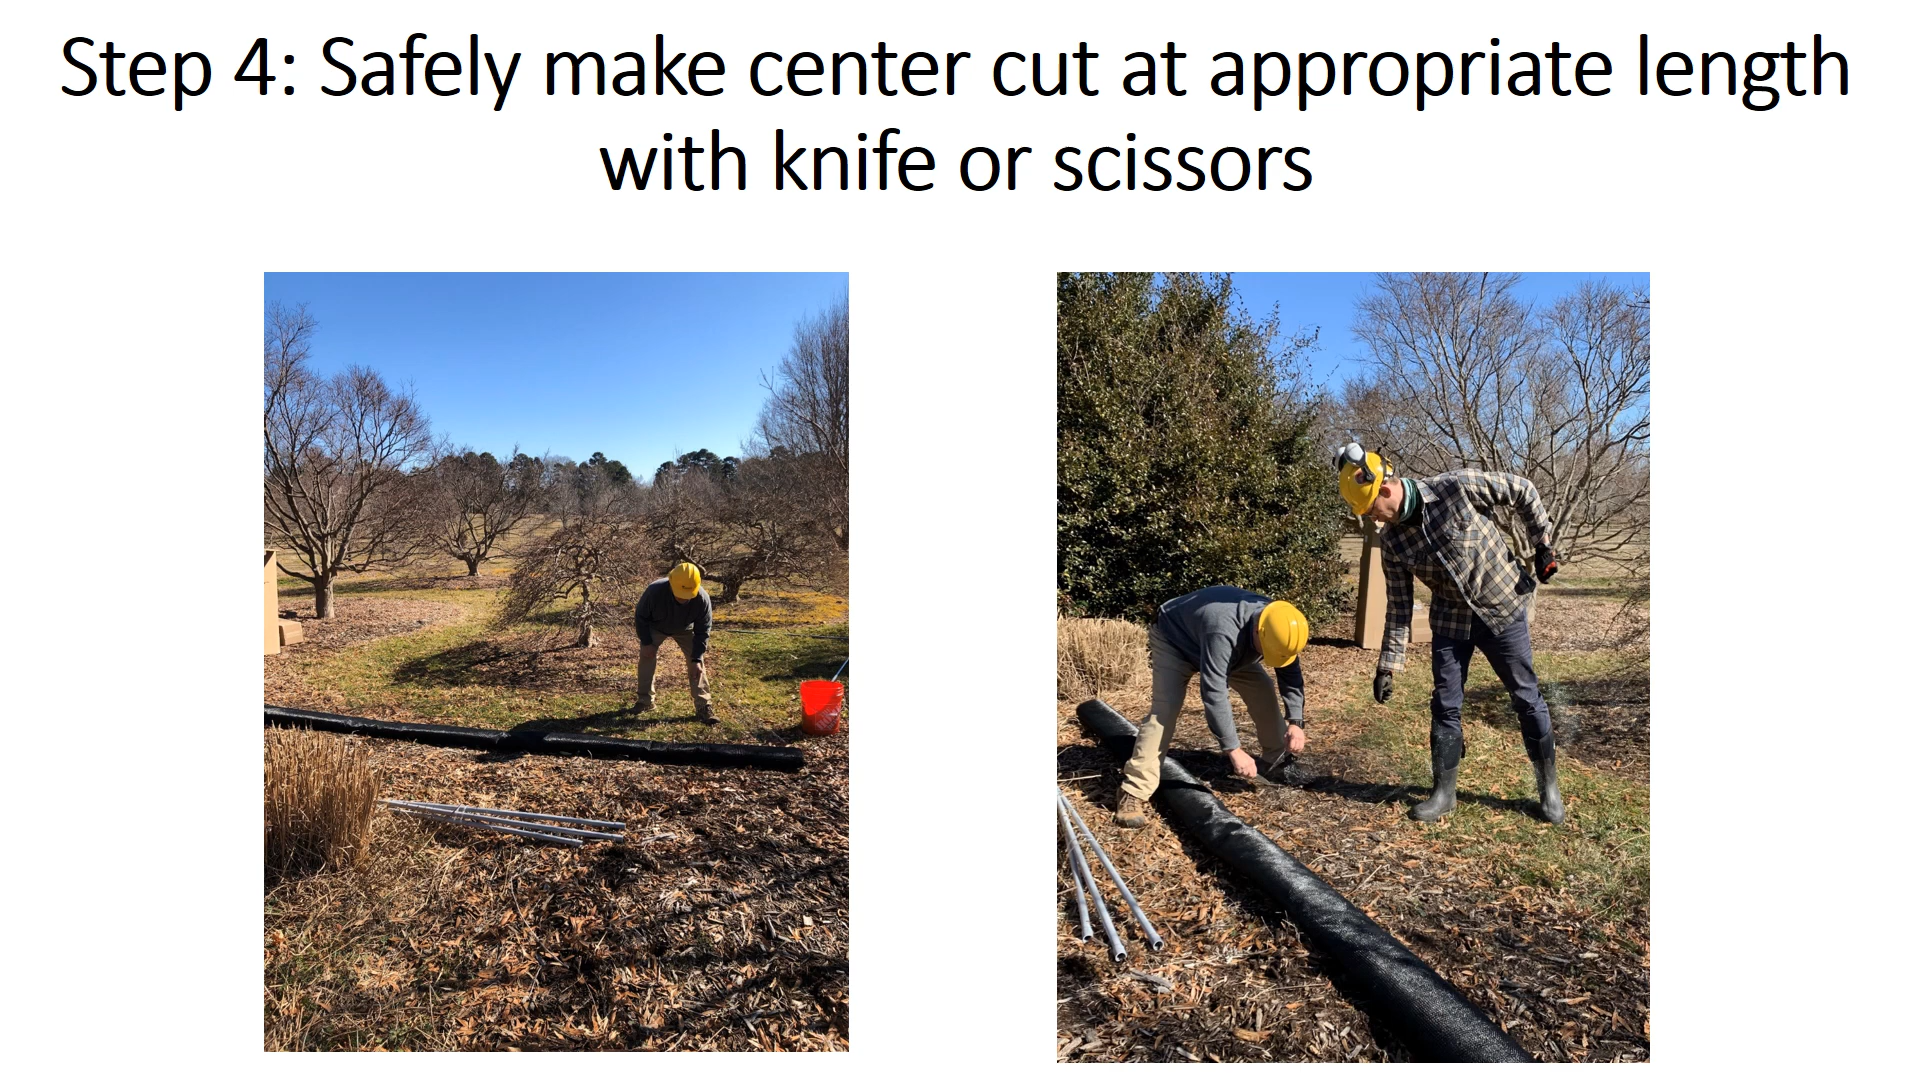 Step 4: Safely make center cut at appropriate length
with knife or scissors